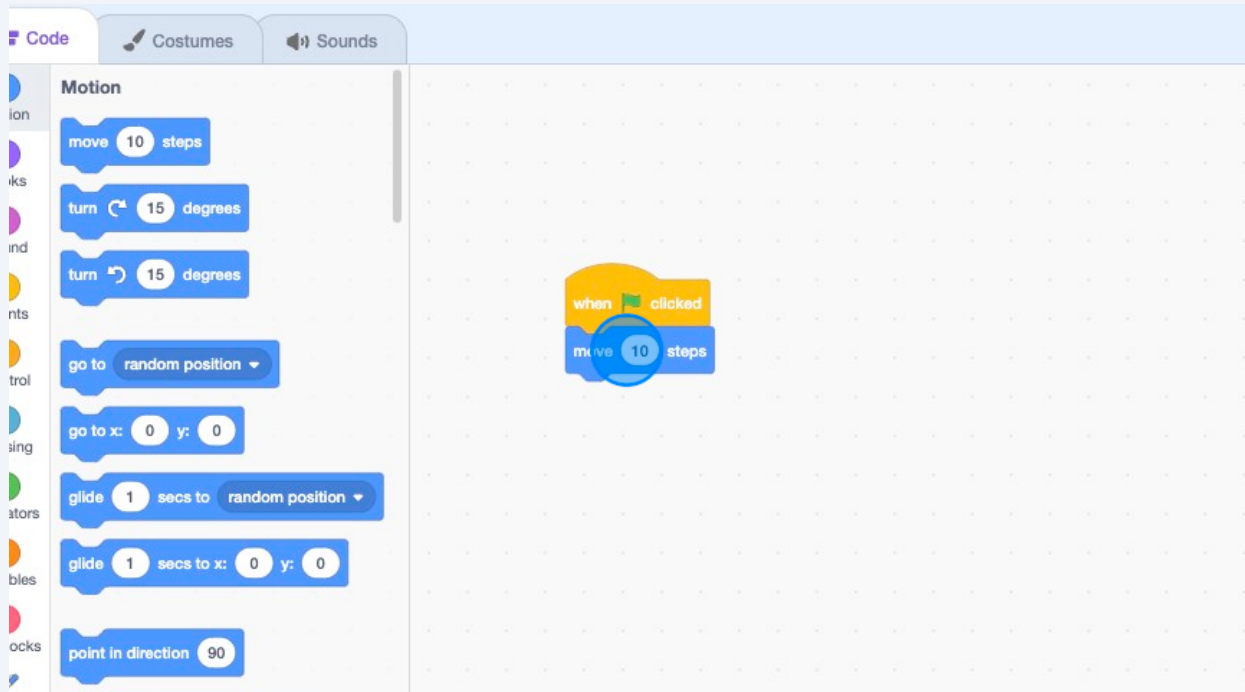 Code
Costumes
Sounds
Motion
ion
move 10 steps
ks
turn 15 degrees
nd
turn 15 degrees
nts
go to random position
trol
go to x: 0 y: 0
sing
glide 1 secs to random position
ators
glide 1 secs to x: 0 y: 0
bles
point in direction 90
ocks
when clicked
move 10 steps